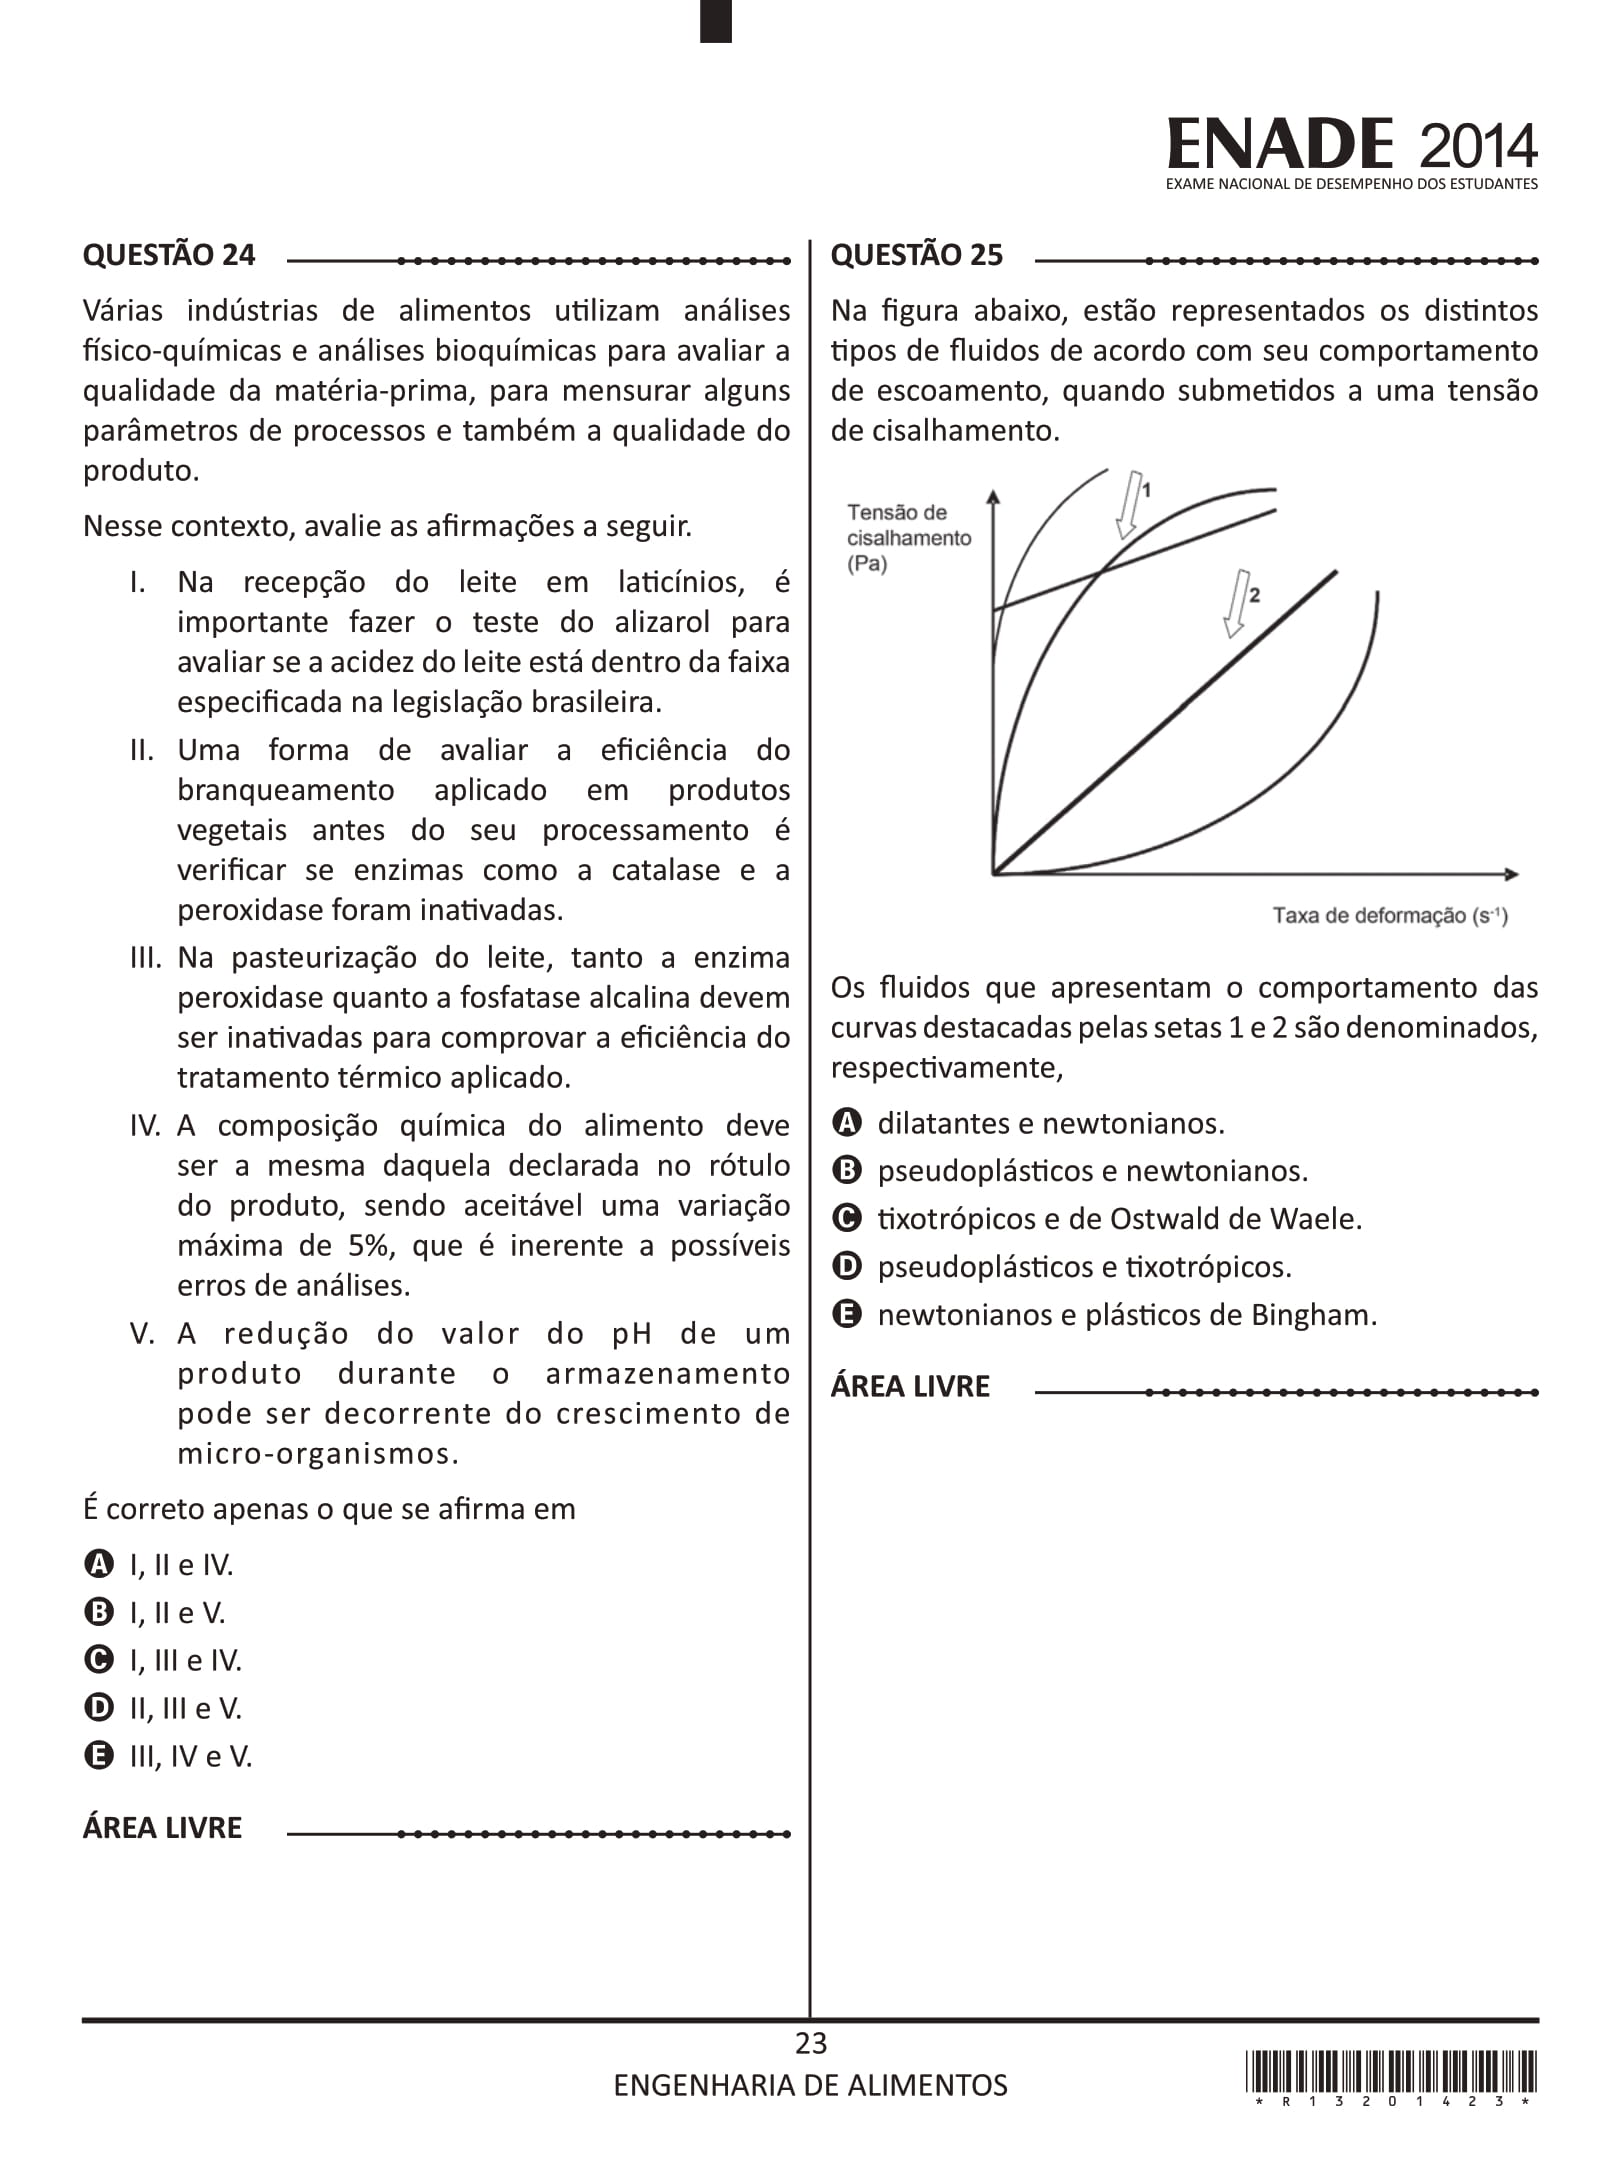 ENADE 2014
EXAME NACIONAL DE DESEMPENHO DOS ESTUDANTES
QUESTÃO 24
Várias indústrias de alimentos utilizam análises
físico-químicas e análises bioquímicas para avaliar a
qualidade da matéria-prima, para mensurar alguns
parâmetros de processos e também a qualidade do
produto.
Nesse contexto, avalie as afirmações a seguir.
I. Na recepção do leite em laticínios, é
importante fazer o teste do alizarol para
avaliar se a acidez do leite está dentro da faixa
especificada na legislação brasileira.
II. Uma forma de avaliar a eficiência do
branqueamento aplicado em produtos
vegetais antes do seu processamento é
verificar se enzimas como a catalase e a
peroxidase foram inativadas.
III. Na pasteurização do leite, tanto a enzima
peroxidase quanto a fosfatase alcalina devem
ser inativadas para comprovar a eficiência do
tratamento térmico aplicado.
IV. A composição química do alimento deve
ser a mesma daquela declarada no rótulo
do produto, sendo aceitável uma variação
máxima de 5%, que é inerente a possíveis
erros de análises.
V. A redução do valor do pH de um
produto durante o armazenamento
pode ser decorrente do crescimento de
micro-organismos.
É correto apenas o que se afirma em
A I, II e IV.
B I, II e V.
C I, III e IV.
D II, III e V.
E III, IV e V.
ÁREA LIVRE
QUESTÃO 25
Na figura abaixo, estão representados os distintos
tipos de fluidos de acordo com seu comportamento
de escoamento, quando submetidos a uma tensão
de cisalhamento.
Tensão de
cisalhamento
(Pa)
1
2
Taxa de deformação (s⁻¹)
Os fluidos que apresentam o comportamento das
curvas destacadas pelas setas 1 e 2 são denominados,
respectivamente,
A dilatantes e newtonianos.
B pseudoplásticos e newtonianos.
C tixotrópicos e de Ostwald de Waele.
D pseudoplásticos e tixotrópicos.
E newtonianos e plásticos de Bingham.
ÁREA LIVRE
23
ENGENHARIA DE ALIMENTOS
* R 1 3 2 0 1 4 2 3 *